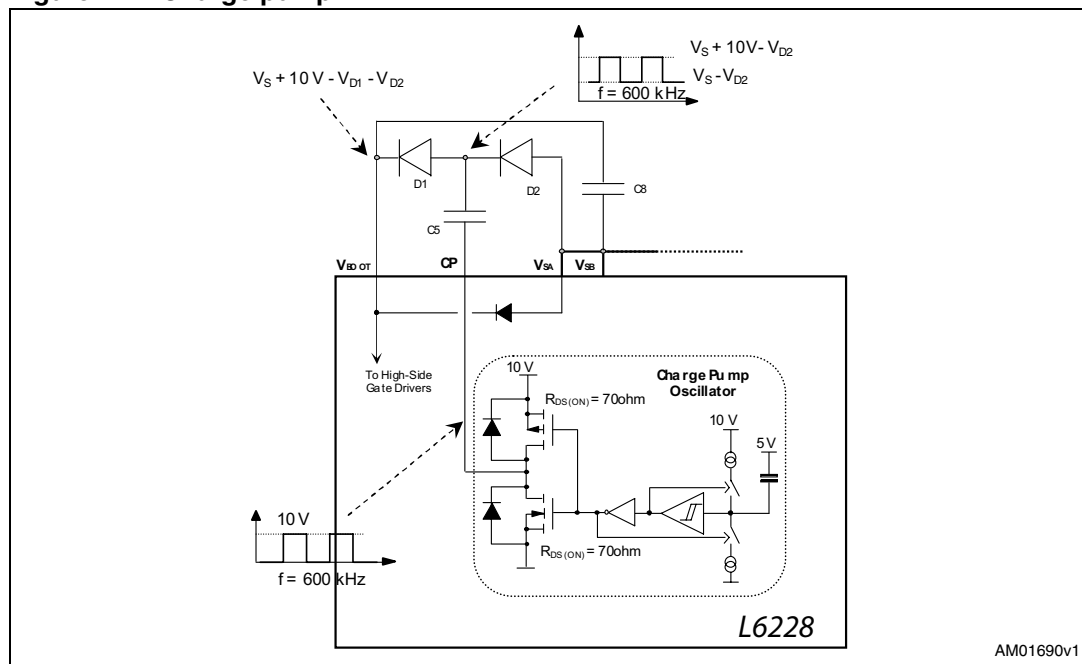 V_S + 10V - V_D2
V_S + 10 V - V_D1 - V_D2
V_S - V_D2
f = 600 kHz
D1
D2
C8
C5
V_BOOT
CP
V_SA
V_SB
To High-Side
Gate Drivers
10 V
Charge Pump
Oscillator
R_DS(ON) = 70ohm
10 V
5 V
10 V
R_DS(ON) = 70ohm
f = 600 kHz
L6228
AM01690v1